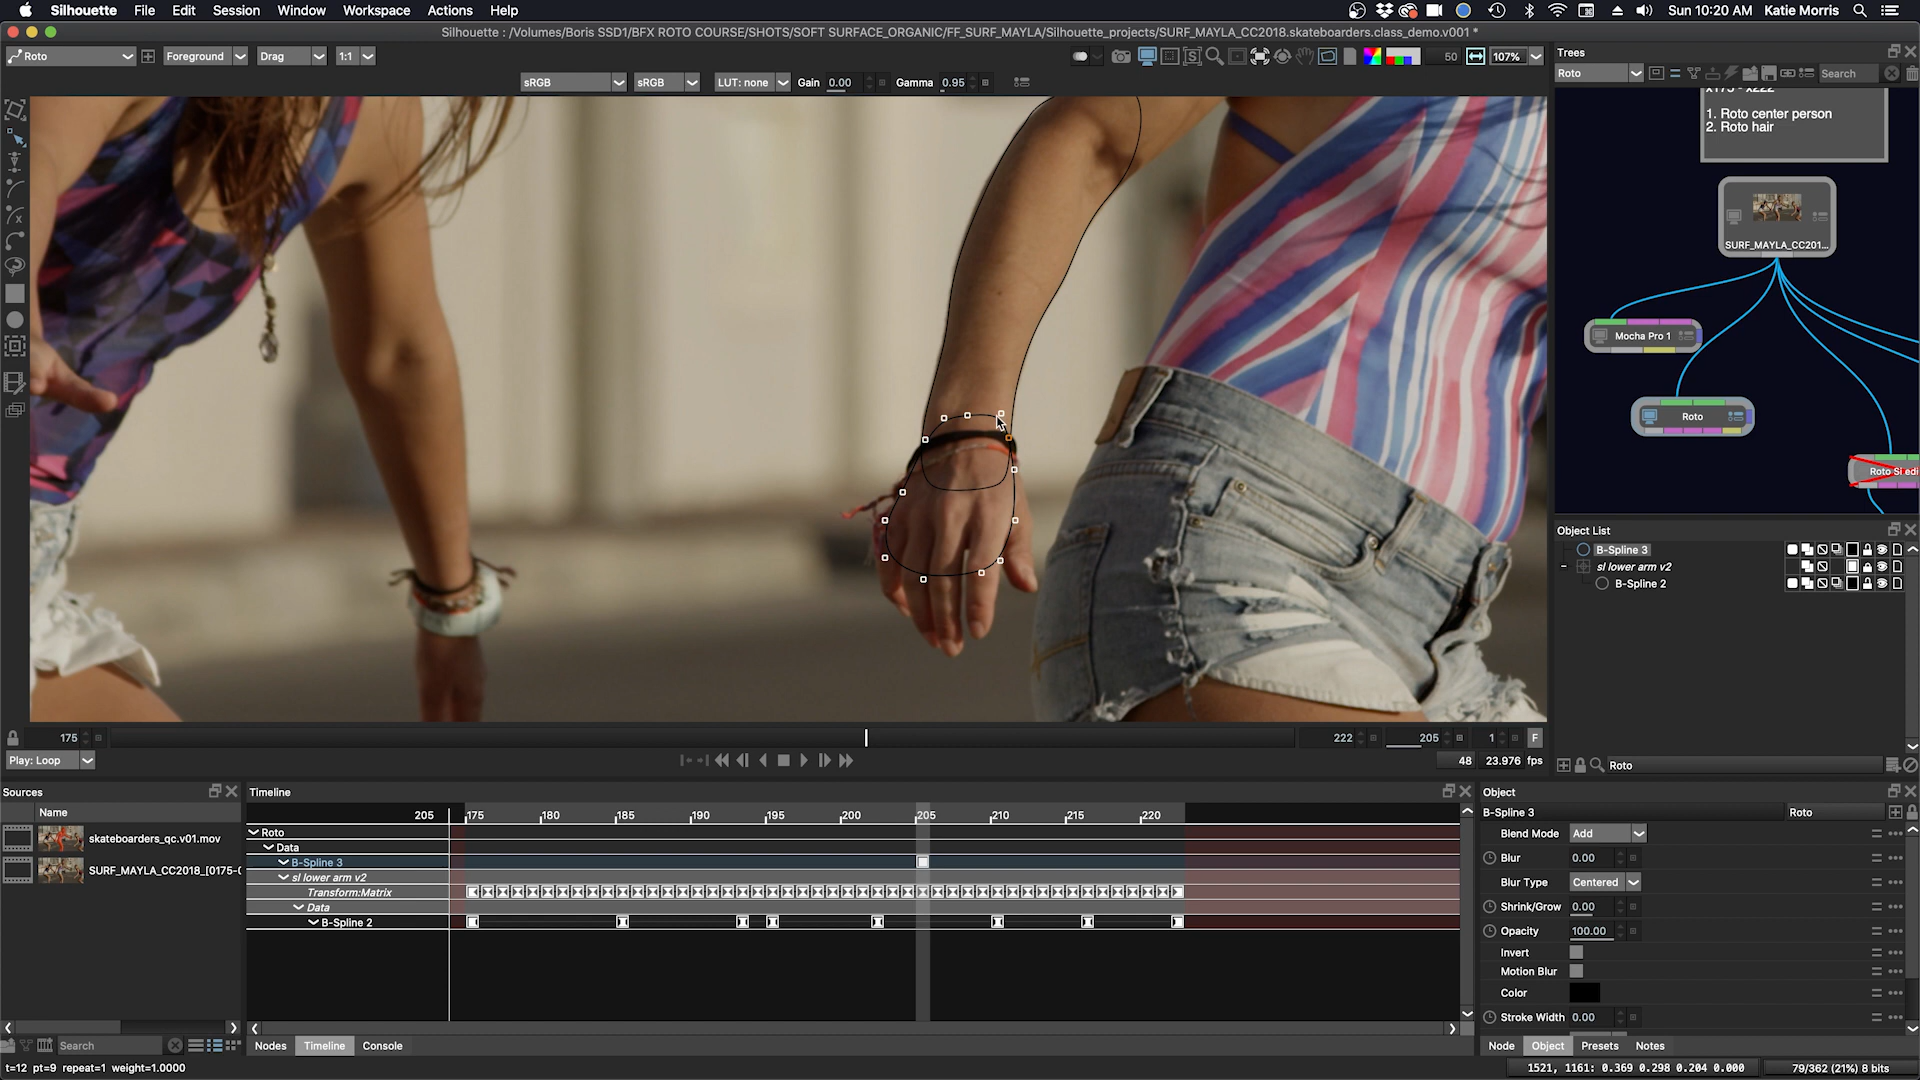 Silhouette File Edit Session Window Workspace Actions Help
Sun 10:20 AM Katie Morris
Silhouette : /Volumes/Boris SSD1/BFX ROTO COURSE/SHOTS/SOFT SURFACE_ORGANIC/FF_SURF_MAYLA/Silhouette_projects/SURF_MAYLA_CC2018.skateboarders.class_demo.v001 *
Roto Foreground Drag 1:1 50 107%
sRGB sRGB LUT: none Gain 0.00 Gamma 0.95
Trees
Roto Search
X175 - X222
1. Roto center person
2. Roto hair
SURF_MAYLA_CC201...
Mocha Pro 1
Roto
Roto Sl edi
Object List
B-Spline 3
sl lower arm v2
B-Spline 2
Roto
175 222 205 1 F
Play: Loop 48 23.976 fps
Sources
Name
skateboarders_qc.v01.mov
SURF_MAYLA_CC2018_[0175-0
Search
Timeline
205 175 180 185 190 195 200 205 210 215 220
Roto
Data
B-Spline 3
sl lower arm v2
Transform:Matrix
Data
B-Spline 2
Nodes Timeline Console
Object
B-Spline 3 Roto
Blend Mode Add
Blur 0.00
Blur Type Centered
Shrink/Grow 0.00
Opacity 100.00
Invert
Motion Blur
Color
Stroke Width 0.00
Node Object Presets Notes
t=12 pt=9 repeat=1 weight=1.0000
1521, 1161: 0.369 0.298 0.204 0.000 79/362 (21%) 8 bits